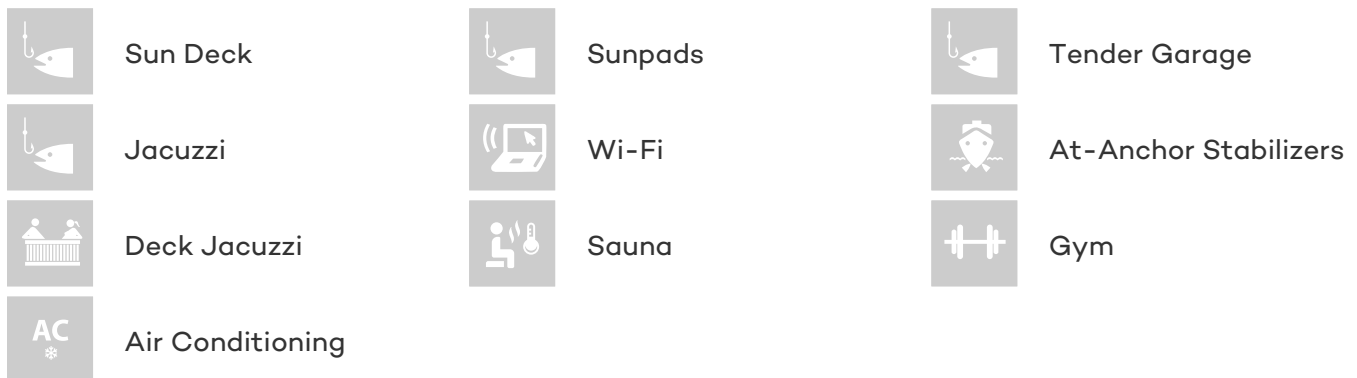 Sun Deck
Sunpads
Tender Garage
Jacuzzi
Wi-Fi
At-Anchor Stabilizers
Deck Jacuzzi
Sauna
Gym
AC
Air Conditioning